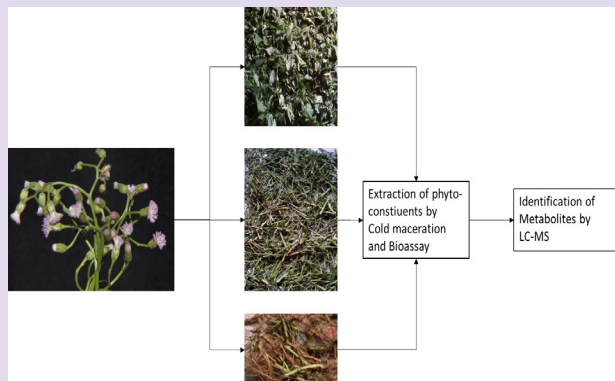 Extraction of phyto-
constiuents by
Cold maceration
and Bioassay
Identification of
Metabolites by
LC-MS